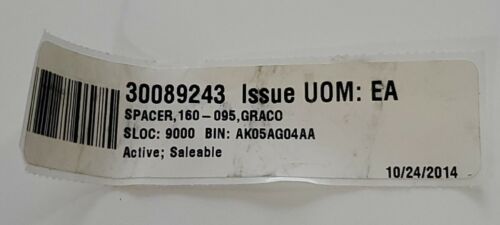 30089243 Issue UOM: EA
SPACER,160-095,GRACO
SLOC: 9000 BIN: AK05AG04AA
Active; Saleable
10/24/2014